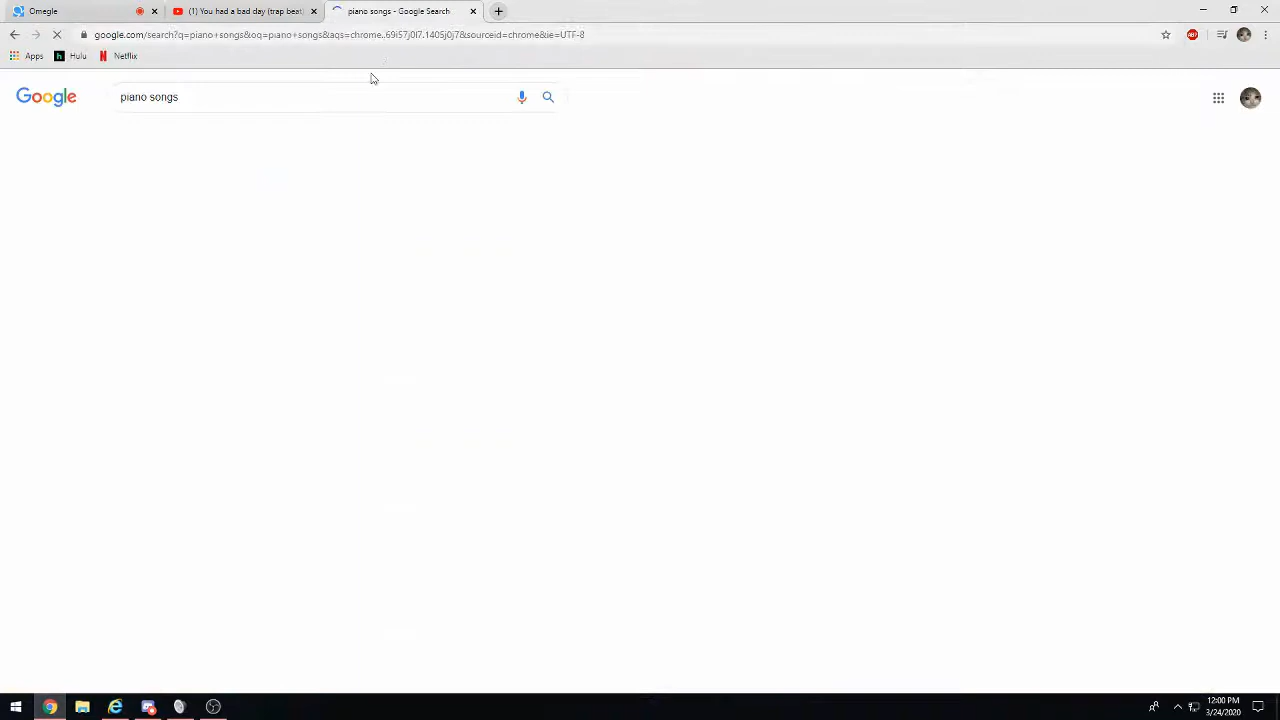 Omegle
(1) You had a bad day (trap beat)
piano songs - Google Search
google.com/search?q=piano+songs&oq=piano+songs&aqs=chrome..69i57j0l7.1405j0j7&sourceid=chrome&ie=UTF-8
Apps
Hulu
Netflix
Google
piano songs
12:00 PM
3/24/2020